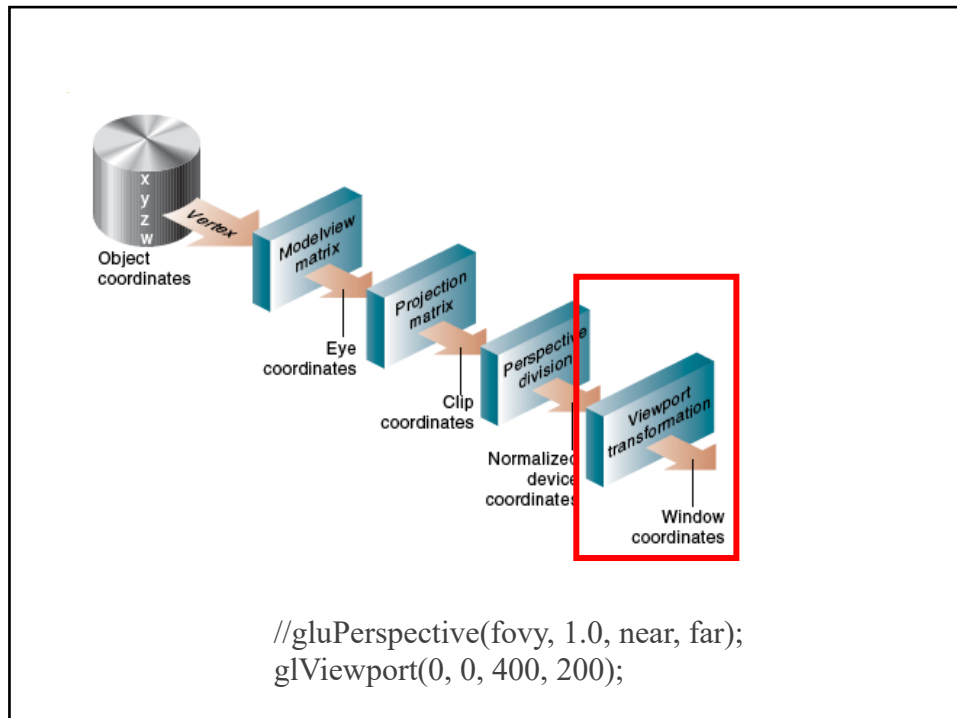 x
y
z
w
Vertex
Object
coordinates
Modelview
matrix
Eye
coordinates
Projection
matrix
Clip
coordinates
Perspective
division
Normalized
device
coordinates
Viewport
transformation
Window
coordinates
//gluPerspective(fovy, 1.0, near, far);
glViewport(0, 0, 400, 200);